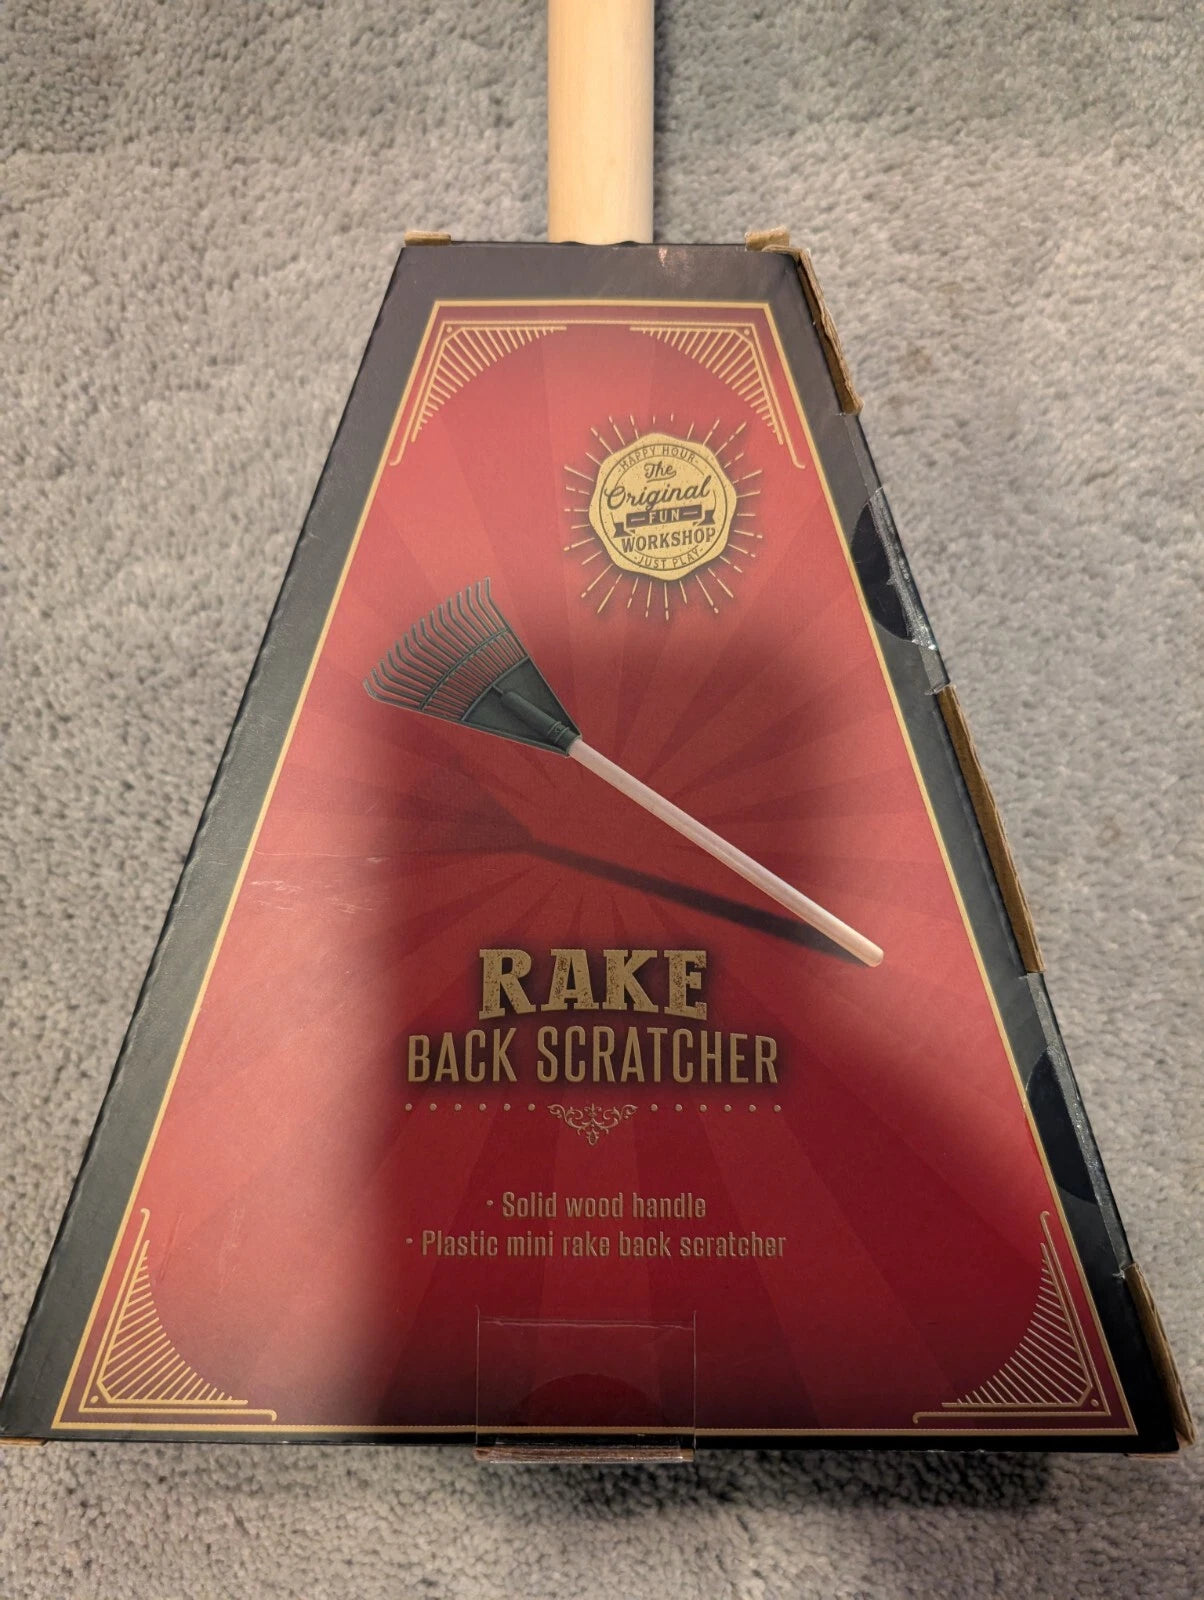 HAPPY HOUR
The
Original
FUN
WORKSHOP
JUST PLAY
RAKE
BACK SCRATCHER
· Solid wood handle
· Plastic mini rake back scratcher